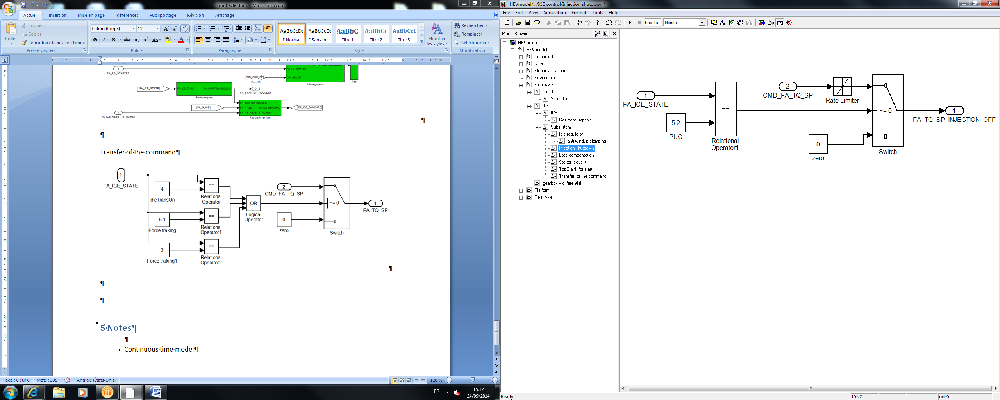 Front axle.docx - Microsoft Word
Accueil
Insertion
Mise en page
Références
Publipostage
Révision
Affichage
Coller
Couper
Copier
Reproduire la mise en forme
Presse-papiers
Calibri (Corps)
11
G I S abc X₂ X² Aa
Police
Paragraphe
AaBbCcDc
¶ Normal
AaBbCcDc
¶ Sans int...
AaBbC
Titre 1
AaBbCc
Titre 2
AaBbCcI
Titre 3
Modifier
les styles
Style
Rechercher
Remplacer
Sélectionner
Modification
8
FA_TQ_STARTER
FA_TQ_STARTER
[DRI_GBX_SP]
From15
DRI_GBX_SP
Idle regulator
Add
[FA_ICE_STATE]
FA_ICE_STATE
FA_STARTER_REQUEST
Starter request
3
FA_STARTER_REQUEST
FA_STARTER_REQUEST
[FA_N_ICE]
FA_N_ICE
FA_ICE_SYNCHRO
[FA_ICE_SYNCHRO]
7
FA_ICE_RESET_SYNCHRO
FA_ICE_RESET_SYNCHRO
TopCrank for start
¶
¶
Transfer·of·the·command¶
1
FA_ICE_STATE
4
IdleTransOn
==
Relational
Operator
5.1
Force traking
==
Relational
Operator1
3
Force traking1
==
Relational
Operator2
OR
Logical
Operator
2
CMD_FA_TQ_SP
0
zero
~= 0
Switch
1
FA_TQ_SP
¶
¶
¶
5·Notes¶
¶
- → Continuous·time·model¶
Page : 6 sur 6
Mots : 335
Anglais (États-Unis)
128 %
FR
15:12
24/09/2014
HEVmodel/.../ICE control/Injection shutdown *
File Edit View Simulation Format Tools Help
hev_te
Normal
Model Browser
HEVmodel
HEV model
Command
Driver
Electrical system
Environment
Front Axle
Clutch
Stuck logic
ICE
ICE
Gaz consumption
Subsystem
Idle regulator
anti windup clamping
Injection shutdown
Loss compentation
Starter request
TopCrank for start
Transfert of the command
gearbox + differential
Platform
Rear Axle
1
FA_ICE_STATE
5.2
PUC
==
Relational
Operator1
2
CMD_FA_TQ_SP
Rate Limiter
0
zero
~= 0
Switch
1
FA_TQ_SP_INJECTION_OFF
Ready
155%
ode5